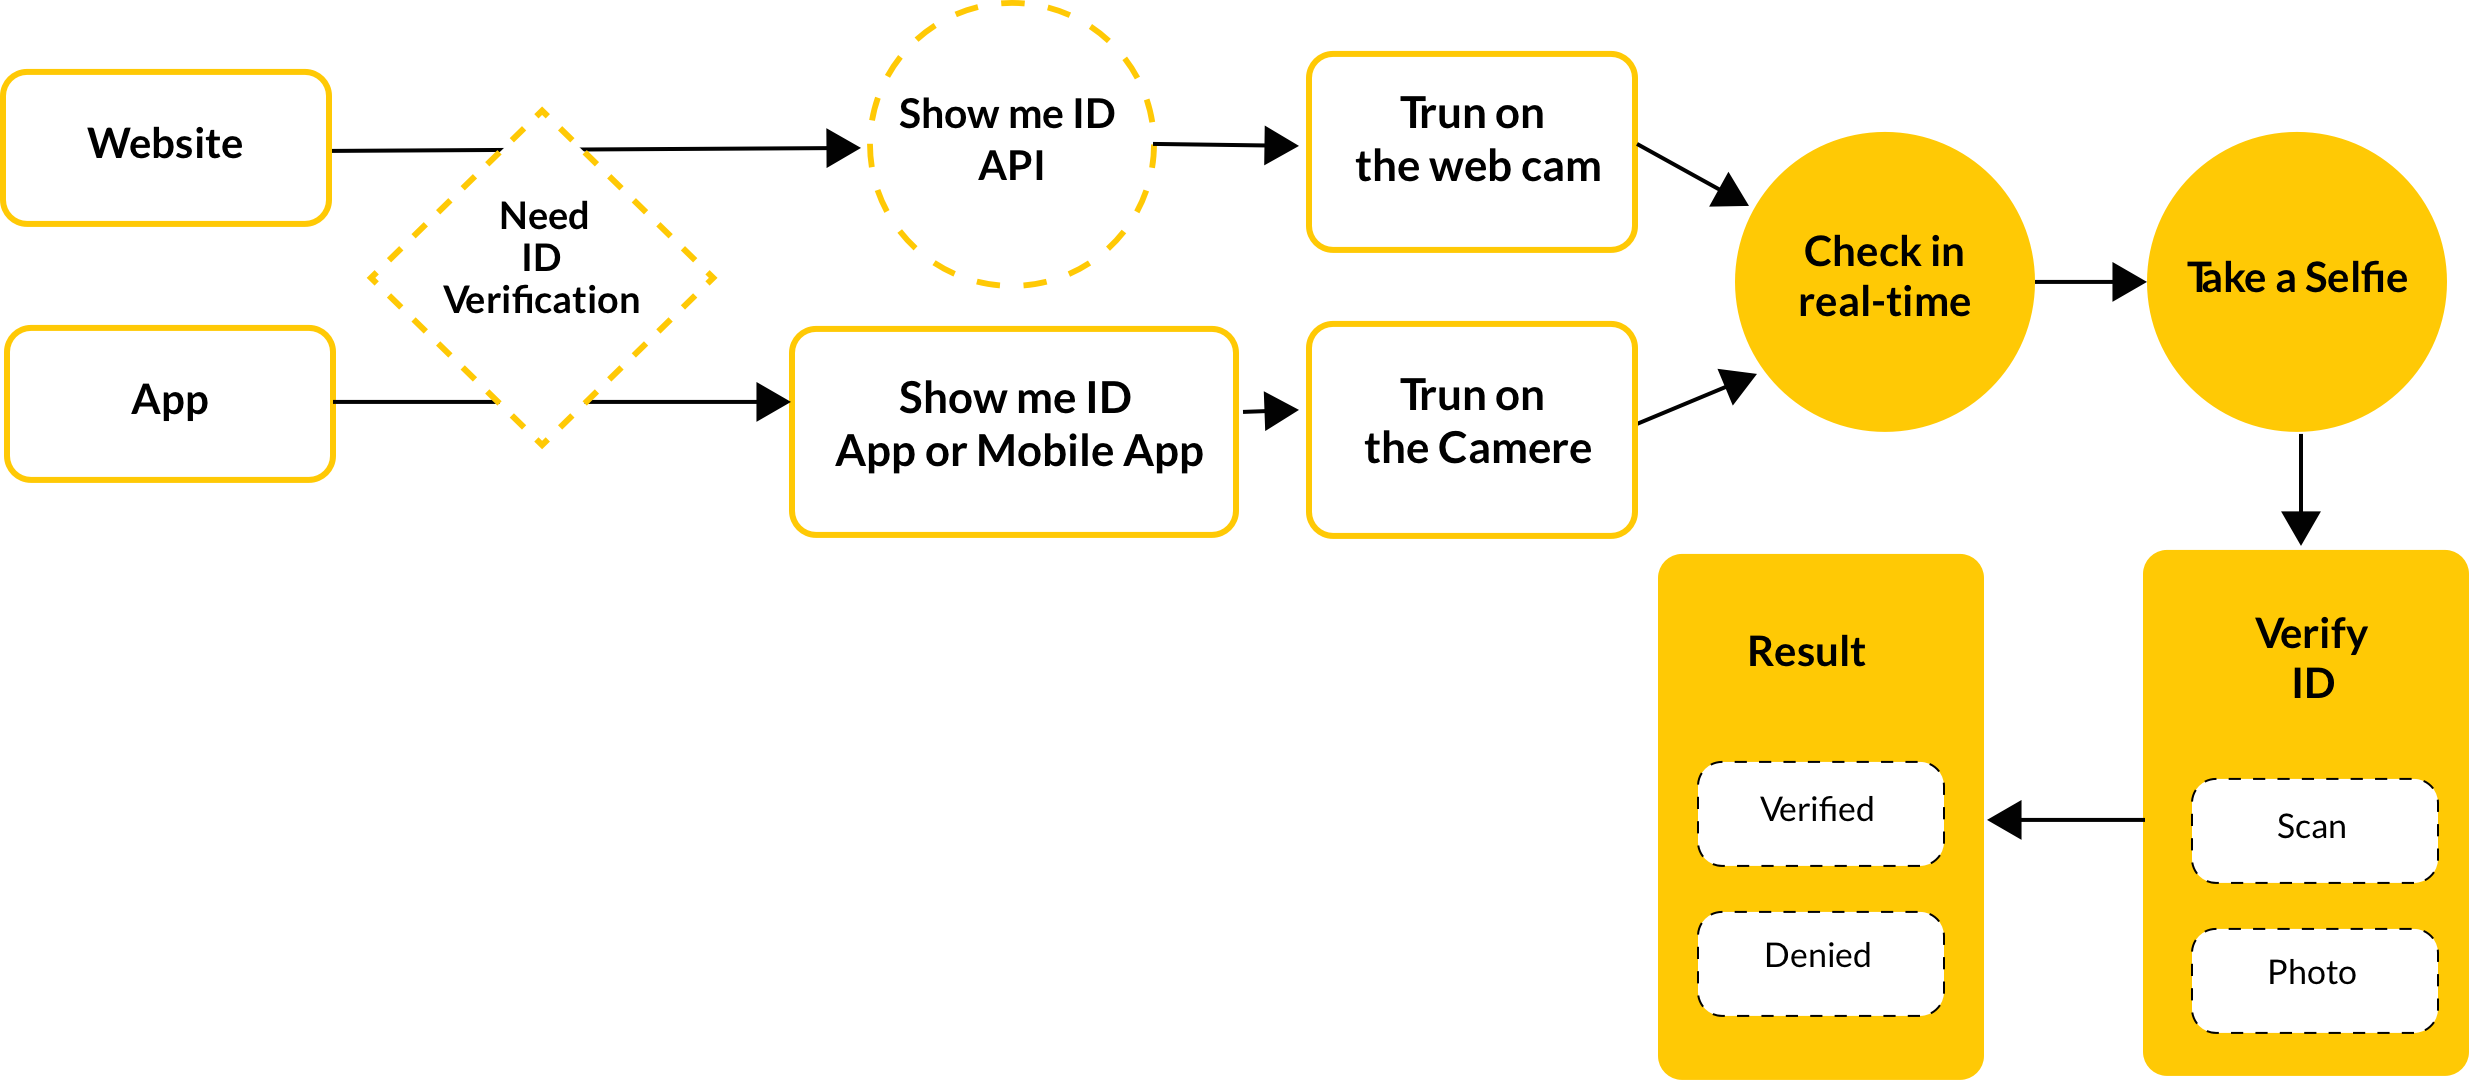 Website
Need
ID
Verification
App
Show me ID
API
Show me ID
App or Mobile App
Trun on
the web cam
Trun on
the Camere
Check in
real-time
Take a Selfie
Verify
ID
Scan
Photo
Result
Verified
Denied